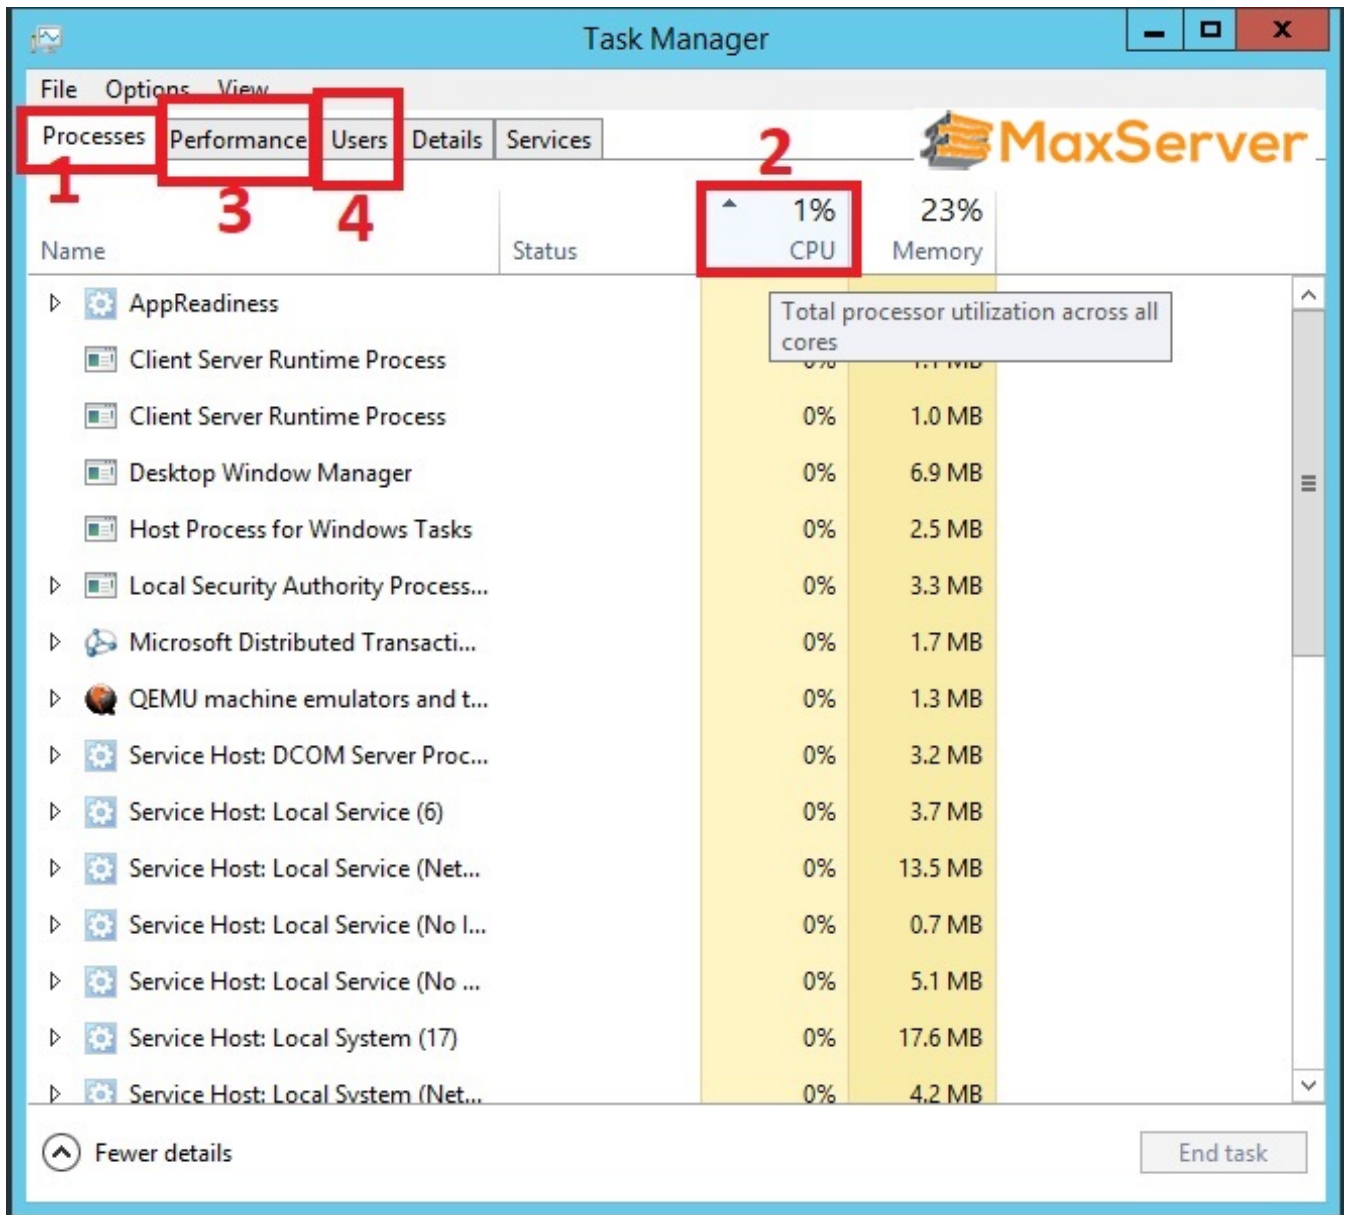 Task Manager
File Options View
Processes Performance Users Details Services
MaxServer
1 3 4 2
1% 23%
Name Status CPU Memory
AppReadiness
Total processor utilization across all
cores
Client Server Runtime Process 0% 1.1 MB
Client Server Runtime Process 0% 1.0 MB
Desktop Window Manager 0% 6.9 MB
Host Process for Windows Tasks 0% 2.5 MB
Local Security Authority Process... 0% 3.3 MB
Microsoft Distributed Transacti... 0% 1.7 MB
QEMU machine emulators and t... 0% 1.3 MB
Service Host: DCOM Server Proc... 0% 3.2 MB
Service Host: Local Service (6) 0% 3.7 MB
Service Host: Local Service (Net... 0% 13.5 MB
Service Host: Local Service (No I... 0% 0.7 MB
Service Host: Local Service (No ... 0% 5.1 MB
Service Host: Local System (17) 0% 17.6 MB
Service Host: Local System (Net... 0% 4.2 MB
Fewer details
End task